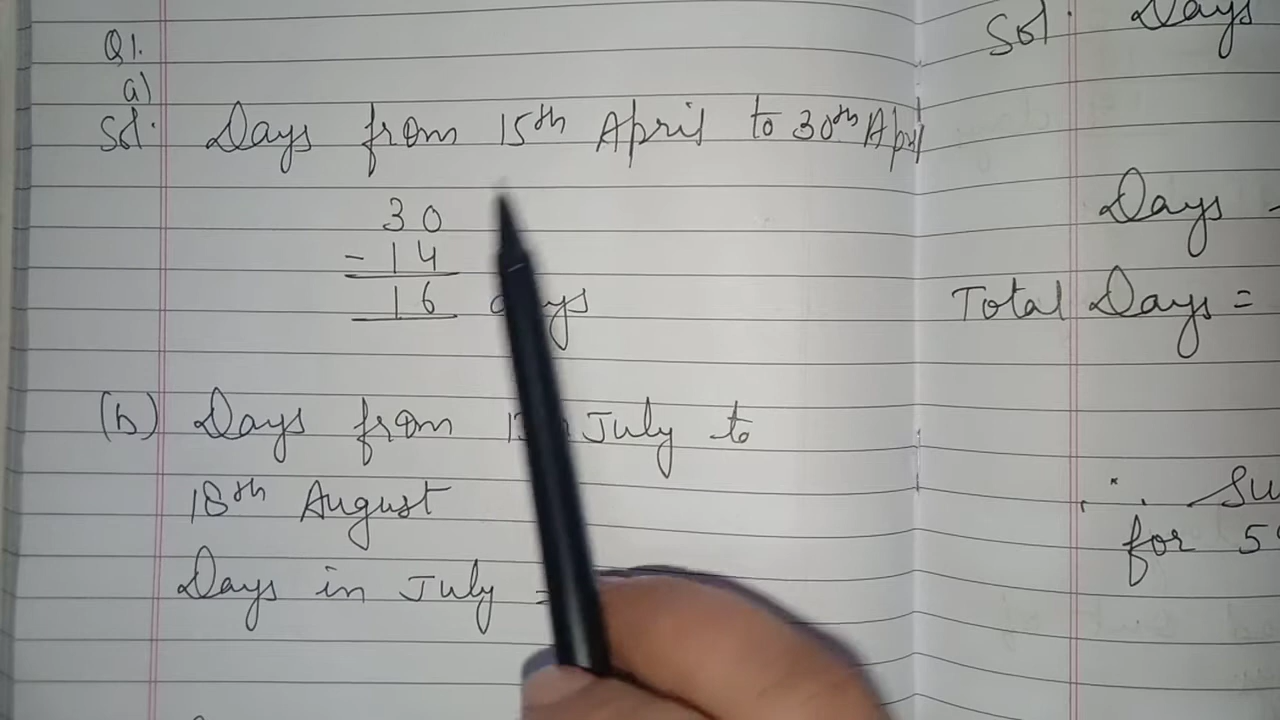 Q1.
a)
Sol. Days from 15th April to 30th April
30
- 14
16 days
(b) Days from July to
18th August
Days in July =
Sol. Days
Days -
Total Days =
∴
for